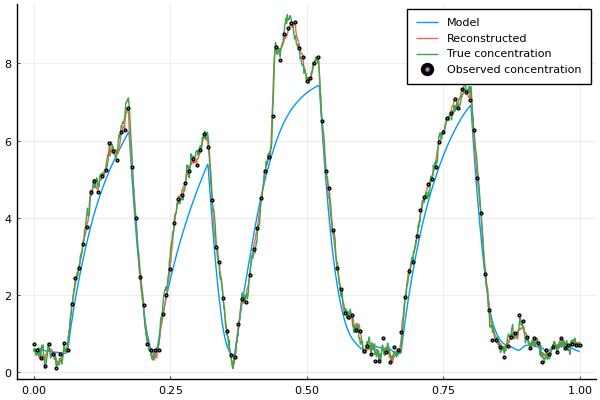 Model
Reconstructed
True concentration
Observed concentration
8
6
4
2
0
0.00 0.25 0.50 0.75 1.00